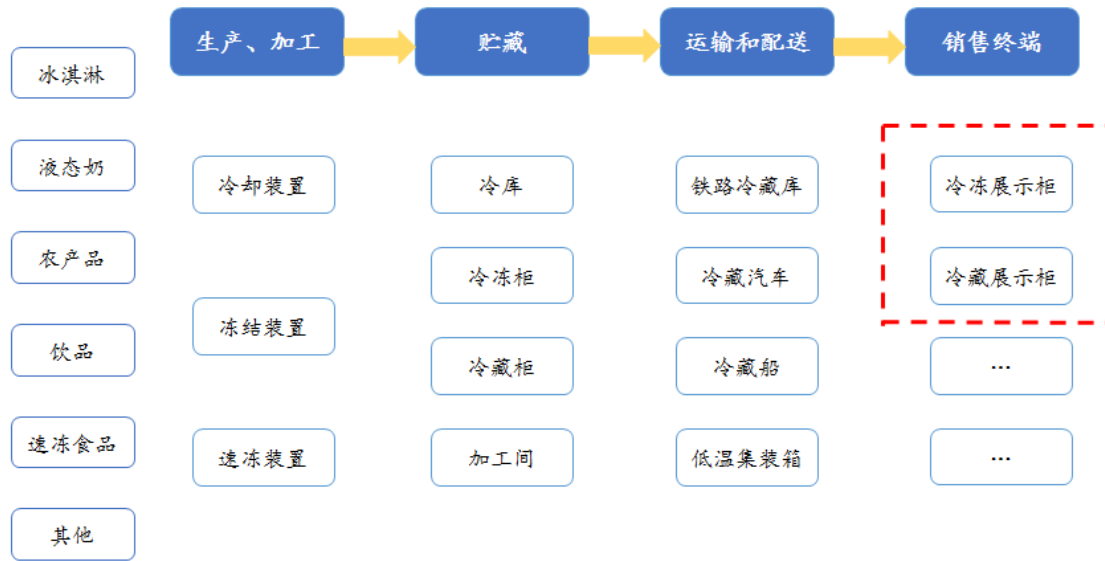 生产、加工
贮藏
运输和配送
销售终端
冰淇淋
液态奶
农产品
饮品
速冻食品
其他
冷却装置
冻结装置
速冻装置
冷库
冷冻柜
冷藏柜
加工间
铁路冷藏库
冷藏汽车
冷藏船
低温集装箱
冷冻展示柜
冷藏展示柜
…
…